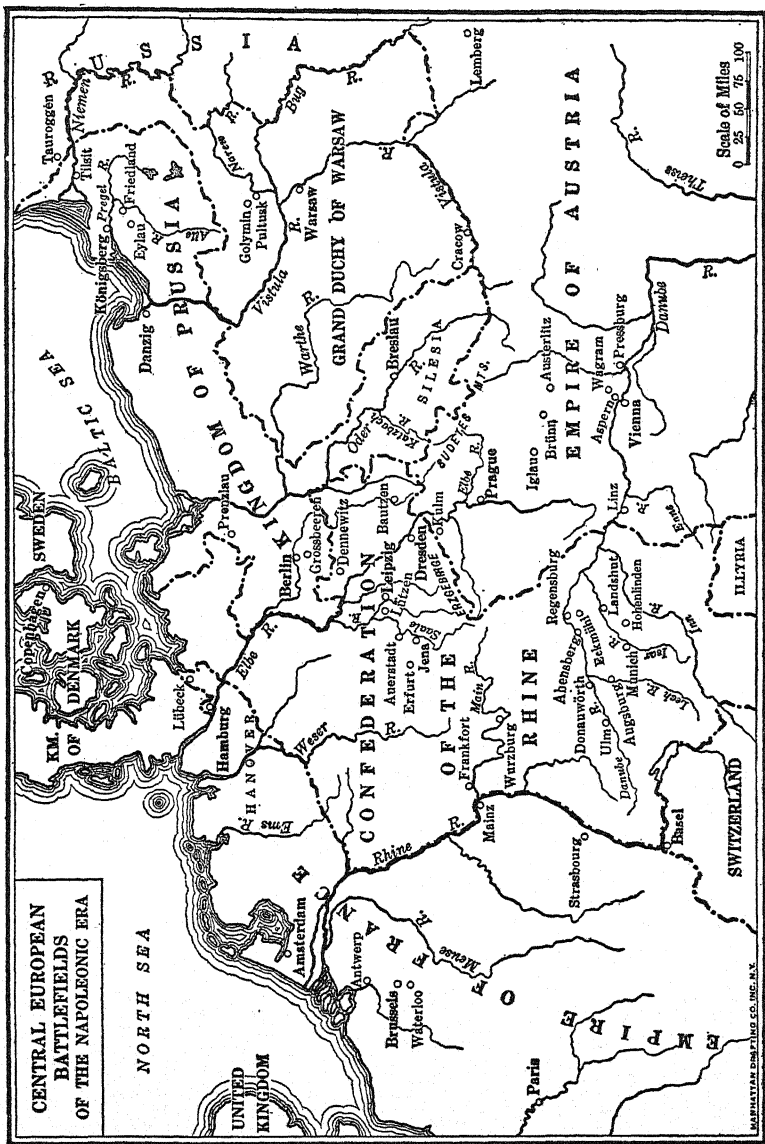 CENTRAL EUROPEAN
BATTLEFIELDS
OF THE NAPOLEONIC ERA
NORTH SEA
UNITED
KINGDOM
KM.
OF
DENMARK
Copenhagen
SWEDEN
BALTIC SEA
Lübeck
Hamburg
HANOVER
Elbe
R.
Weser
R.
Ems
R.
Amsterdam
Antwerp
Brussels
Waterloo
Meuse
R.
EMPIRE
OF
FRANCE
Paris
Rhine
R.
Mainz
Frankfort
Main
R.
Wurzburg
Strasbourg
Basel
SWITZERLAND
CONFEDERATION
OF THE
RHINE
Auerstadt
Erfurt
Jena
Saale
Leipzig
Lützen
R.
Dresden
Bautzen
ERZGEBIRGE
Kulm
Prenzlau
Berlin
Grossbeeren
Dennewitz
KINGDOM OF PRUSSIA
Danzig
Königsberg
Pregel
R.
Friedland
Eylau
Alle
R.
Tauroggen
Tilsit
Niemen
R.
RUSSIA
Narew
R.
Bug
R.
Golymin
Pultusk
Warsaw
Vistula
R.
GRAND DUCHY OF WARSAW
Warthe
R.
Breslau
SILESIA
Oder
R.
Katzbach
R.
SUDETES
MTS.
Elbe
R.
Prague
Cracow
Vistula
R.
Lemberg
EMPIRE OF AUSTRIA
Iglau
Brünn
Austerlitz
Wagram
Aspern
Pressburg
Vienna
Danube
R.
Theiss
R.
Linz
Enns
R.
ILLYRIA
Regensburg
Abensberg
Eckmühl
Landshut
Hohenlinden
Munich
Isar
R.
Inn
R.
Donauwörth
Ulm
Augsburg
Lech R.
Danube
R.
Scale of Miles
0 25 50 75 100
MANHATTAN DRAFTING CO. INC. N.Y.